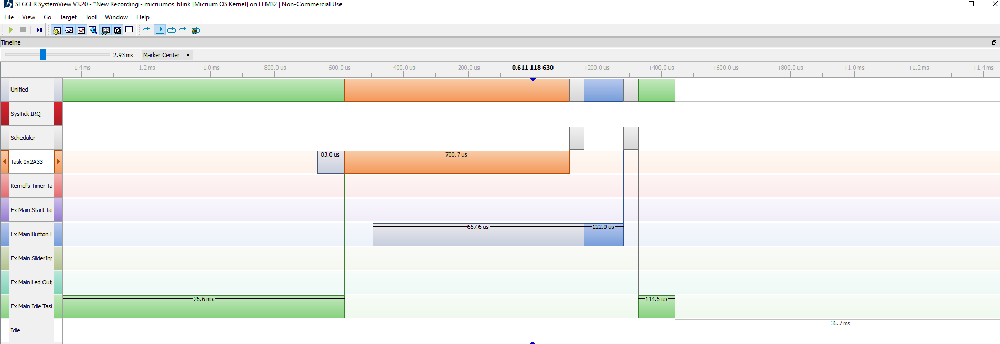 SEGGER SystemView V3.20 - *New Recording - micriumos_blink [Micrium OS Kernel] on EFM32 | Non-Commercial Use
File View Go Target Tool Window Help
Timeline
2.93 ms Marker Center
-1.4 ms -1.2 ms -1.0 ms -800.0 us -600.0 us -400.0 us -200.0 us 0.611 118 630 +200.0 us +400.0 us +600.0 us +800.0 us +1.0 ms +1.2 ms +1.4 ms
Unified
SysTick IRQ
Scheduler
Task 0x2A33 83.0 us 700.7 us
Kernel's Timer Ta
Ex Main Start Tas
Ex Main Button I 657.6 us 122.0 us
Ex Main SliderInp
Ex Main Led Outp
Ex Main Idle Task 26.6 ms 114.5 us
Idle 36.7 ms